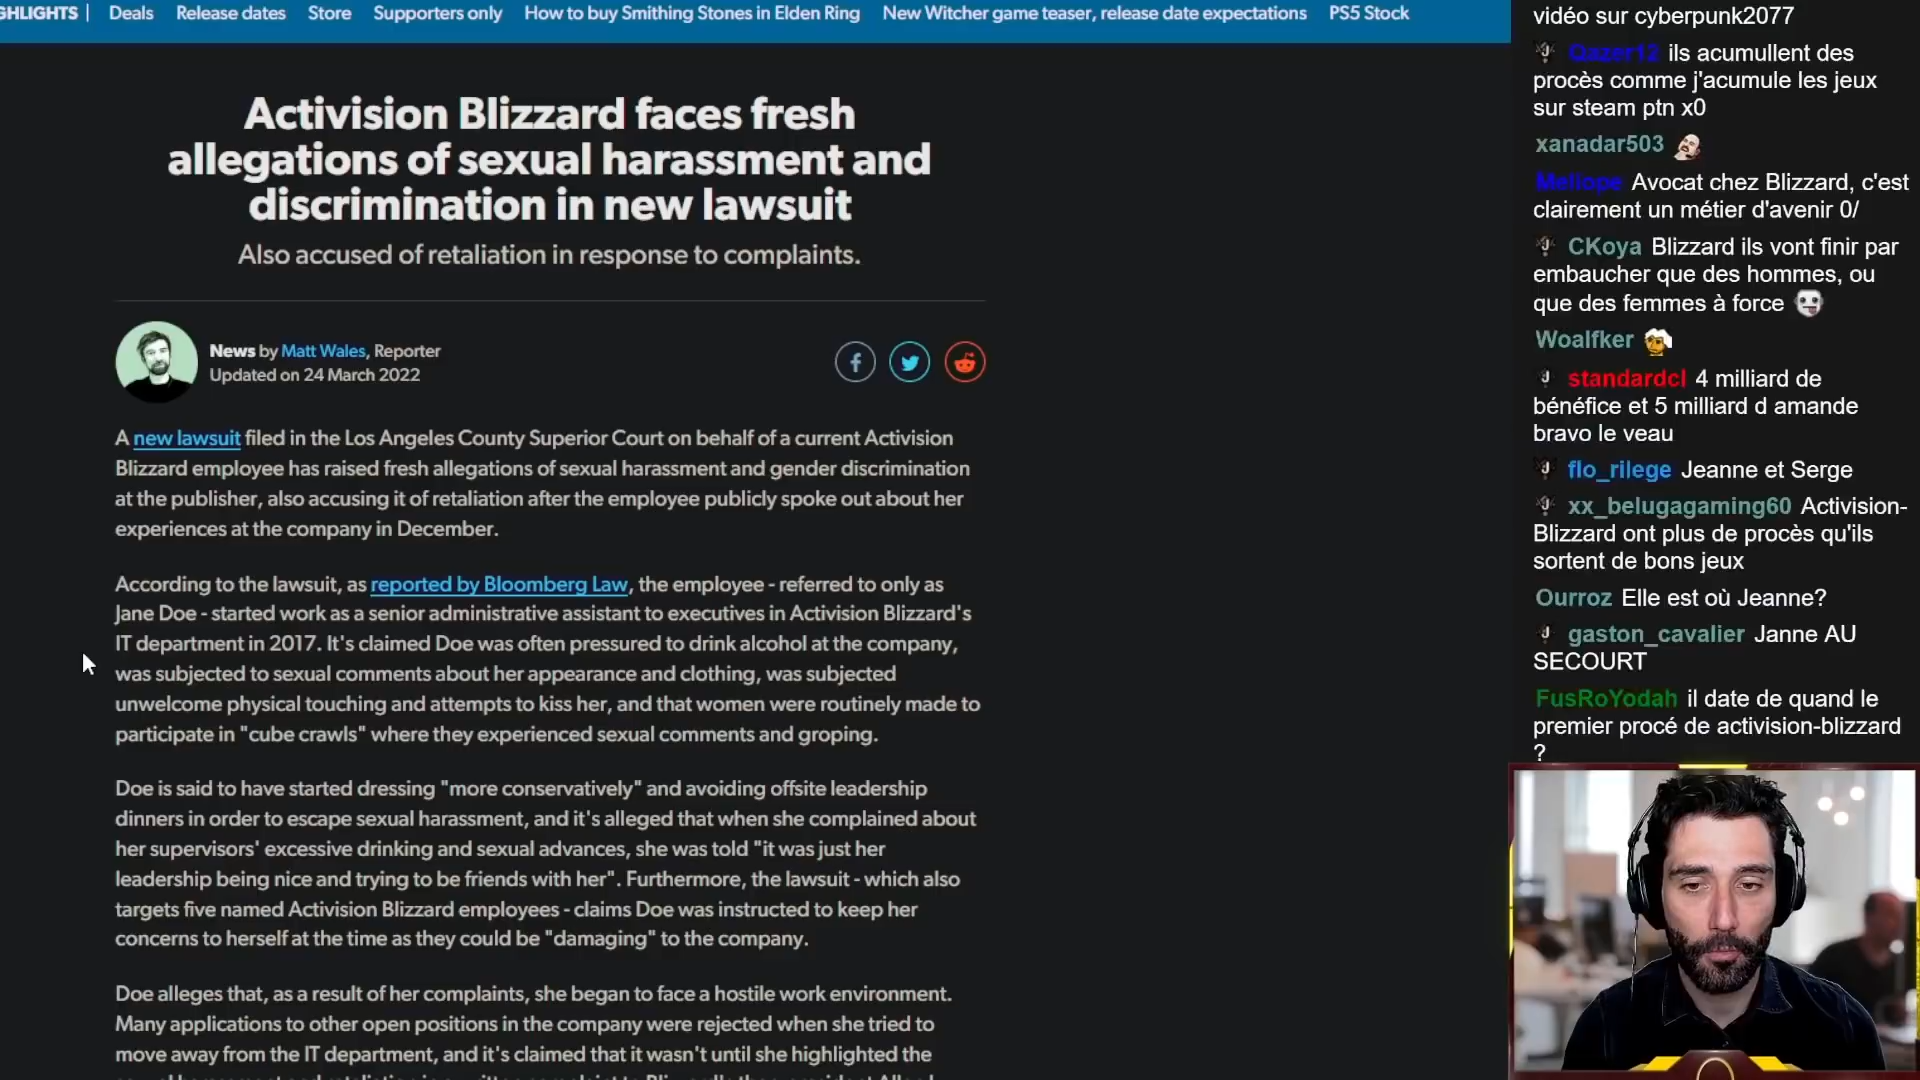 GHLIGHTS | Deals Release dates Store Supporters only How to buy Smithing Stones in Elden Ring New Witcher game teaser, release date expectations PS5 Stock
Activision Blizzard faces fresh
allegations of sexual harassment and
discrimination in new lawsuit
Also accused of retaliation in response to complaints.
News by Matt Wales, Reporter
Updated on 24 March 2022
A new lawsuit filed in the Los Angeles County Superior Court on behalf of a current Activision
Blizzard employee has raised fresh allegations of sexual harassment and gender discrimination
at the publisher, also accusing it of retaliation after the employee publicly spoke out about her
experiences at the company in December.
According to the lawsuit, as reported by Bloomberg Law, the employee - referred to only as
Jane Doe - started work as a senior administrative assistant to executives in Activision Blizzard's
IT department in 2017. It's claimed Doe was often pressured to drink alcohol at the company,
was subjected to sexual comments about her appearance and clothing, was subjected
unwelcome physical touching and attempts to kiss her, and that women were routinely made to
participate in "cube crawls" where they experienced sexual comments and groping.
Doe is said to have started dressing "more conservatively" and avoiding offsite leadership
dinners in order to escape sexual harassment, and it's alleged that when she complained about
her supervisors' excessive drinking and sexual advances, she was told "it was just her
leadership being nice and trying to be friends with her". Furthermore, the lawsuit - which also
targets five named Activision Blizzard employees - claims Doe was instructed to keep her
concerns to herself at the time as they could be "damaging" to the company.
Doe alleges that, as a result of her complaints, she began to face a hostile work environment.
Many applications to other open positions in the company were rejected when she tried to
move away from the IT department, and it's claimed that it wasn't until she highlighted the
vidéo sur cyberpunk2077
Qazer12 ils acumullent des
procès comme j'acumule les jeux
sur steam ptn x0
xanadar503
Meliope Avocat chez Blizzard, c'est
clairement un métier d'avenir 0/
CKoya Blizzard ils vont finir par
embaucher que des hommes, ou
que des femmes à force
Woalfker
standardcl 4 milliard de
bénéfice et 5 milliard d amande
bravo le veau
flo_rilege Jeanne et Serge
xx_belugagaming60 Activision-
Blizzard ont plus de procès qu'ils
sortent de bons jeux
Ourroz Elle est où Jeanne?
gaston_cavalier Janne AU
SECOURT
FusRoYodah il date de quand le
premier procé de activision-blizzard
?